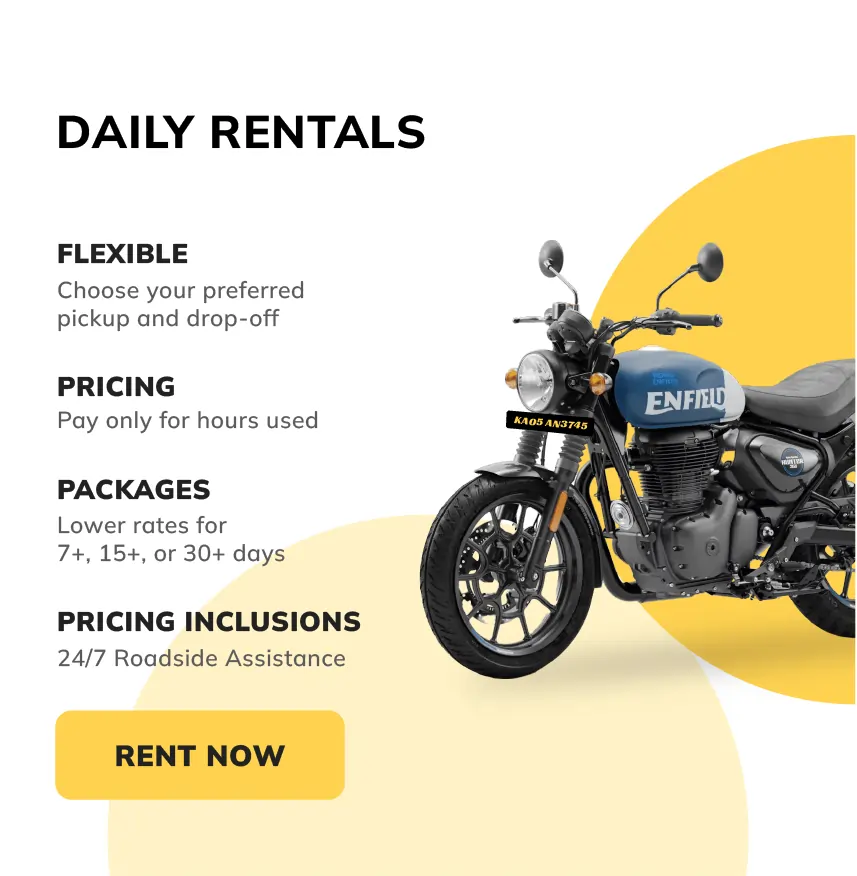 DAILY RENTALS
FLEXIBLE
Choose your preferred
pickup and drop-off
PRICING
Pay only for hours used
PACKAGES
Lower rates for
7+, 15+, or 30+ days
PRICING INCLUSIONS
24/7 Roadside Assistance
RENT NOW
ENFIELD
KA05 AN3745